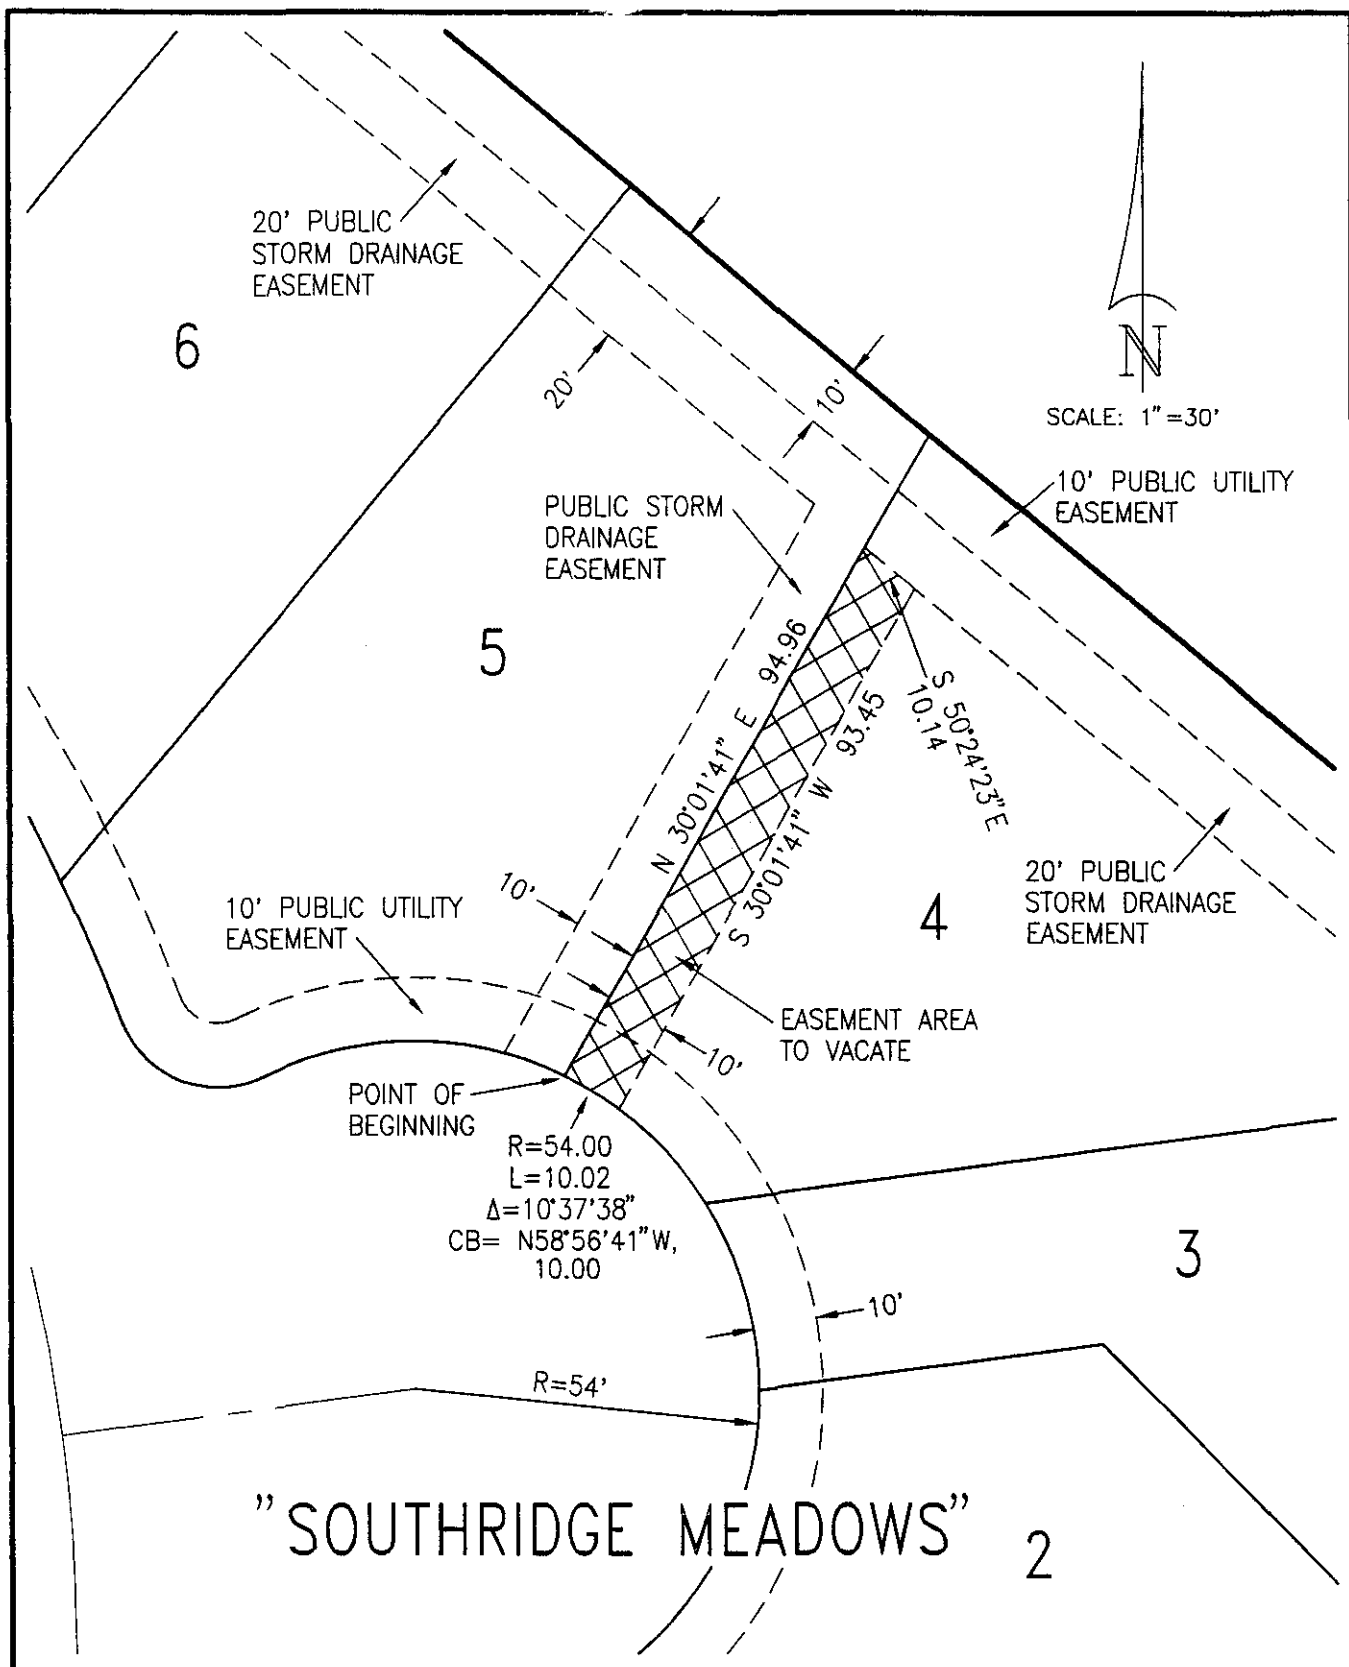 20' PUBLIC
STORM DRAINAGE
EASEMENT
6
20'
10'
N
SCALE: 1"=30'
10' PUBLIC UTILITY
EASEMENT
PUBLIC STORM
DRAINAGE
EASEMENT
5
N 30°01'41" E 94.96
S 30°01'41" W 93.45
S 50°24'23"E
10.14
20' PUBLIC
STORM DRAINAGE
EASEMENT
4
10'
10' PUBLIC UTILITY
EASEMENT
EASEMENT AREA
TO VACATE
10'
POINT OF
BEGINNING
R=54.00
L=10.02
Δ=10°37'38"
CB= N58°56'41"W,
10.00
3
10'
R=54'
"SOUTHRIDGE MEADOWS"
2